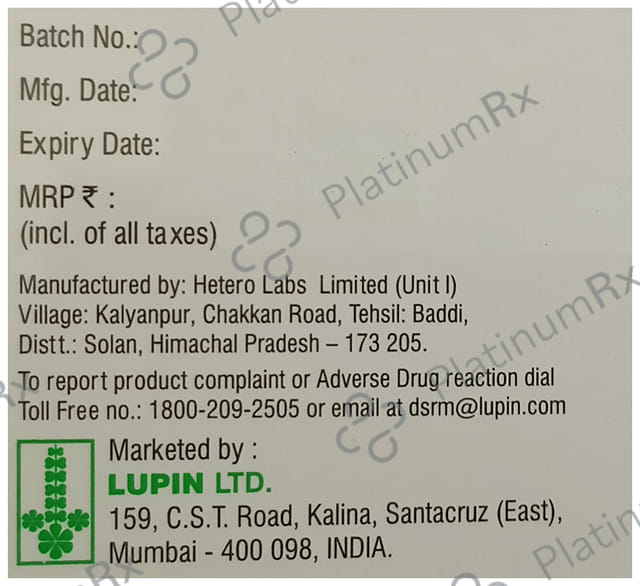 Batch No.:
Mfg. Date:
Expiry Date:
MRP ₹ :
(incl. of all taxes)
Manufactured by: Hetero Labs Limited (Unit I)
Village: Kalyanpur, Chakkan Road, Tehsil: Baddi,
Distt.: Solan, Himachal Pradesh – 173 205.
To report product complaint or Adverse Drug reaction dial
Toll Free no.: 1800-209-2505 or email at dsrm@lupin.com
Marketed by :
LUPIN LTD.
159, C.S.T. Road, Kalina, Santacruz (East),
Mumbai - 400 098, INDIA.
PlatinumRx
PlatinumRx